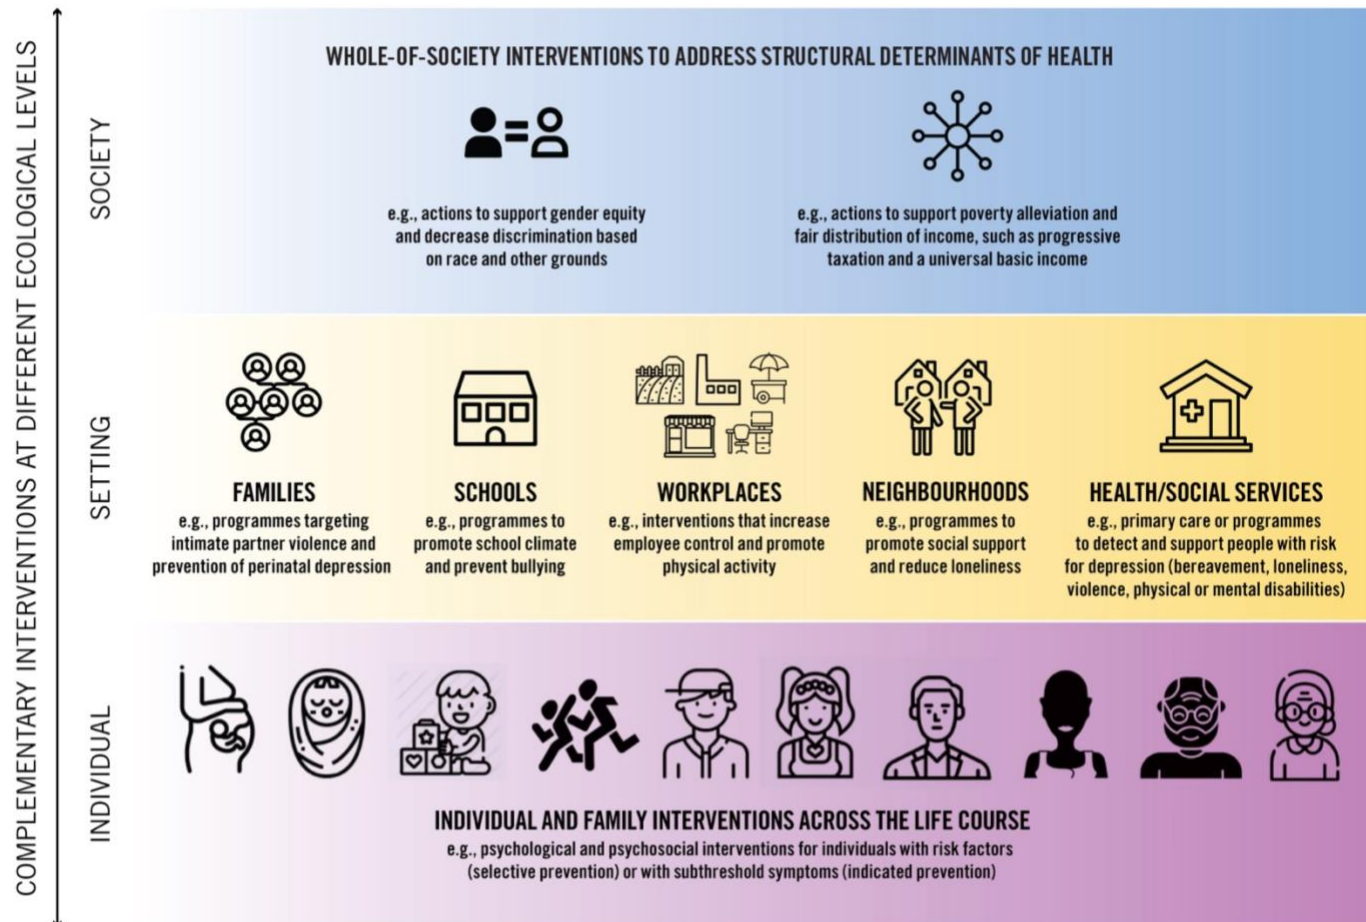 COMPLEMENTARY INTERVENTIONS AT DIFFERENT ECOLOGICAL LEVELS
SOCIETY
WHOLE-OF-SOCIETY INTERVENTIONS TO ADDRESS STRUCTURAL DETERMINANTS OF HEALTH
e.g., actions to support gender equity
and decrease discrimination based
on race and other grounds
e.g., actions to support poverty alleviation and
fair distribution of income, such as progressive
taxation and a universal basic income
SETTING
FAMILIES
e.g., programmes targeting
intimate partner violence and
prevention of perinatal depression
SCHOOLS
e.g., programmes to
promote school climate
and prevent bullying
WORKPLACES
e.g., interventions that increase
employee control and promote
physical activity
NEIGHBOURHOODS
e.g., programmes to
promote social support
and reduce loneliness
HEALTH/SOCIAL SERVICES
e.g., primary care or programmes
to detect and support people with risk
for depression (bereavement, loneliness,
violence, physical or mental disabilities)
INDIVIDUAL
INDIVIDUAL AND FAMILY INTERVENTIONS ACROSS THE LIFE COURSE
e.g., psychological and psychosocial interventions for individuals with risk factors
(selective prevention) or with subthreshold symptoms (indicated prevention)